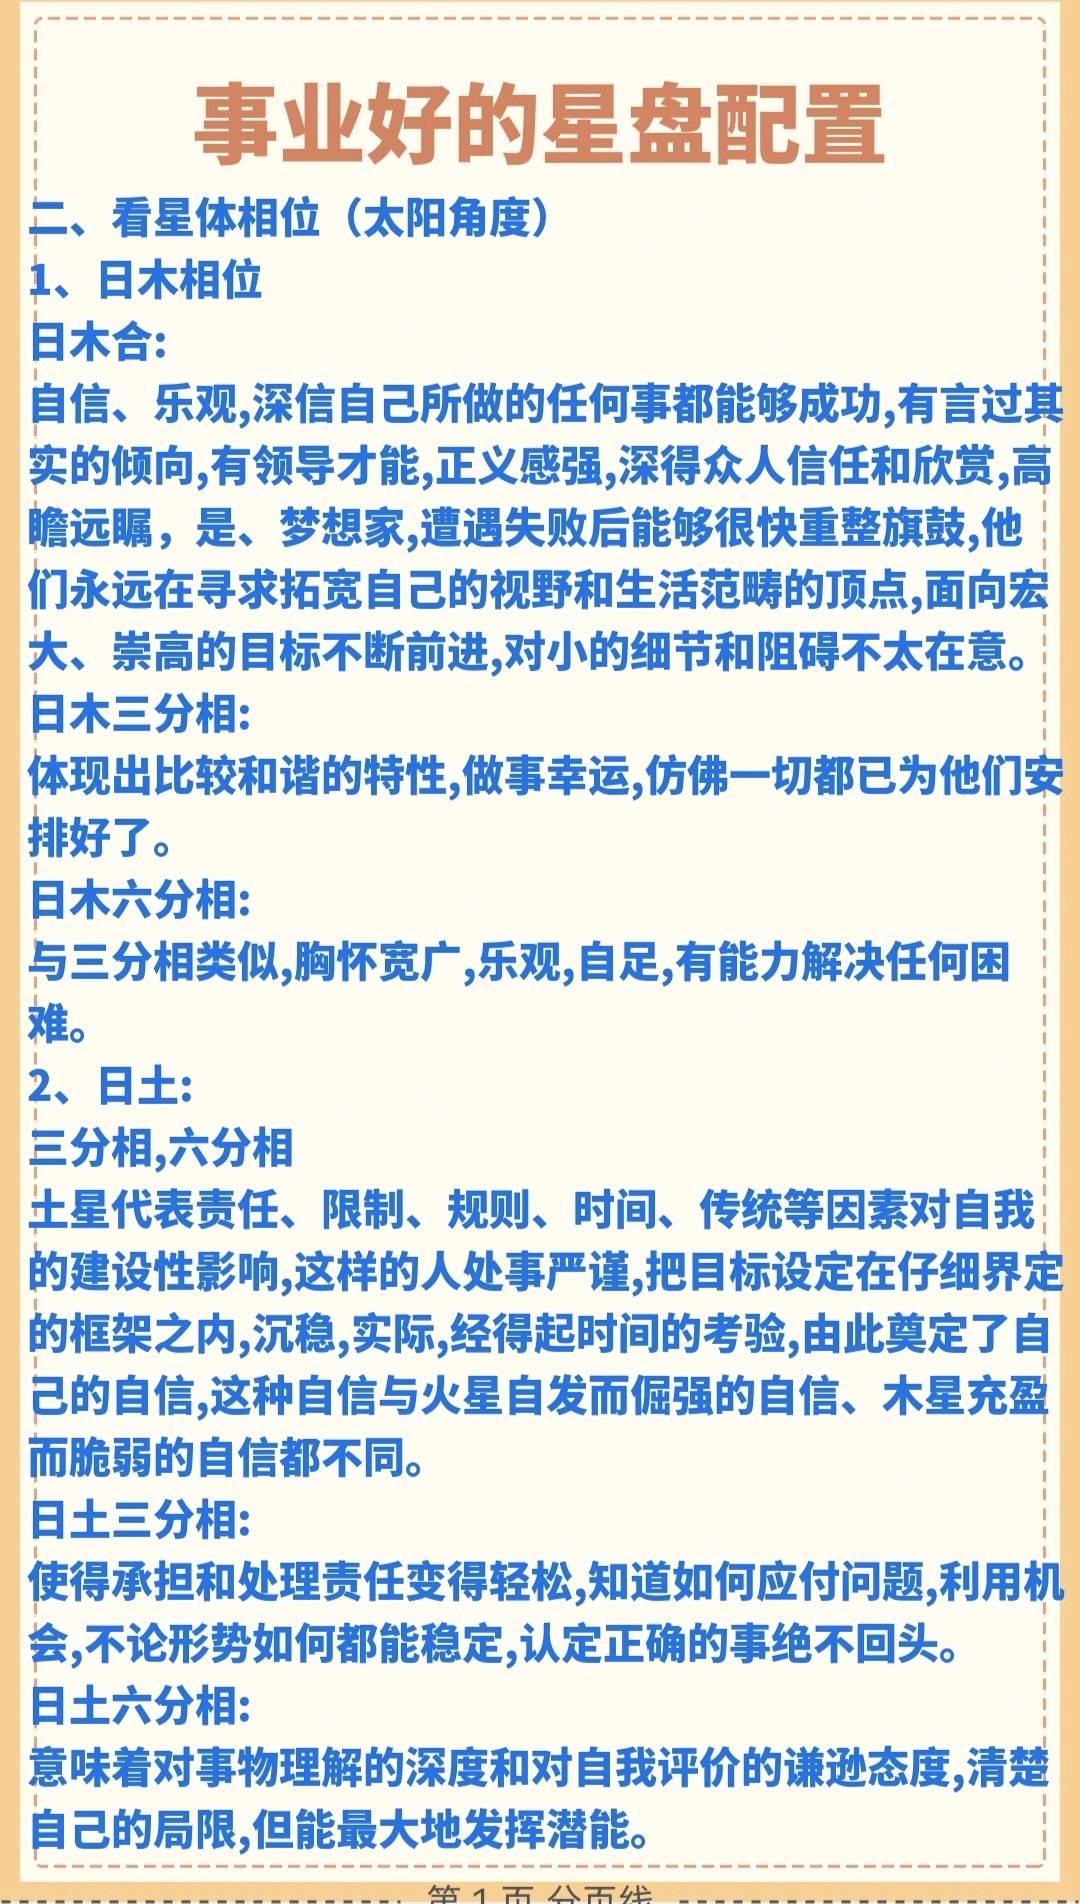 事业好的星盘配置
二、看星体相位（太阳角度）
1、日木相位
日木合:
自信、乐观,深信自己所做的任何事都能够成功,有言过其
实的倾向,有领导才能,正义感强,深得众人信任和欣赏,高
瞻远瞩，是、梦想家,遭遇失败后能够很快重整旗鼓,他
们永远在寻求拓宽自己的视野和生活范畴的顶点,面向宏
大、崇高的目标不断前进,对小的细节和阻碍不太在意。
日木三分相:
体现出比较和谐的特性,做事幸运,仿佛一切都已为他们安
排好了。
日木六分相:
与三分相类似,胸怀宽广,乐观,自足,有能力解决任何困
难。
2、日土:
三分相,六分相
土星代表责任、限制、规则、时间、传统等因素对自我
的建设性影响,这样的人处事严谨,把目标设定在仔细界定
的框架之内,沉稳,实际,经得起时间的考验,由此奠定了自
己的自信,这种自信与火星自发而倔强的自信、木星充盈
而脆弱的自信都不同。
日土三分相:
使得承担和处理责任变得轻松,知道如何应付问题,利用机
会,不论形势如何都能稳定,认定正确的事绝不回头。
日土六分相:
意味着对事物理解的深度和对自我评价的谦逊态度,清楚
自己的局限,但能最大地发挥潜能。
第 1 页 分页线